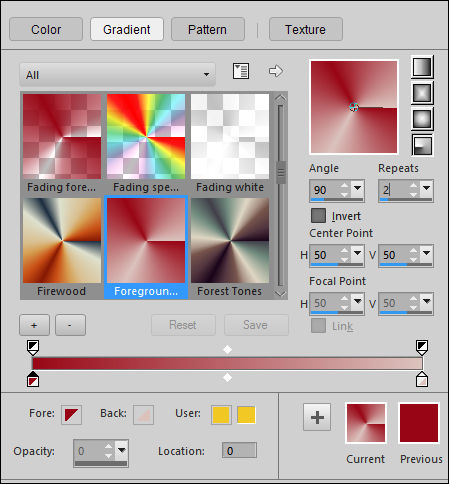 Color Gradient Pattern Texture
All
Fading fore... Fading spe... Fading white
Firewood Foregroun... Forest Tones
+ - Reset Save
Angle Repeats
90 2
Invert
Center Point
H 50 V 50
Focal Point
H 50 V 50
Link
Fore: Back: User:
Opacity: 0 Location: 0
+
Current Previous